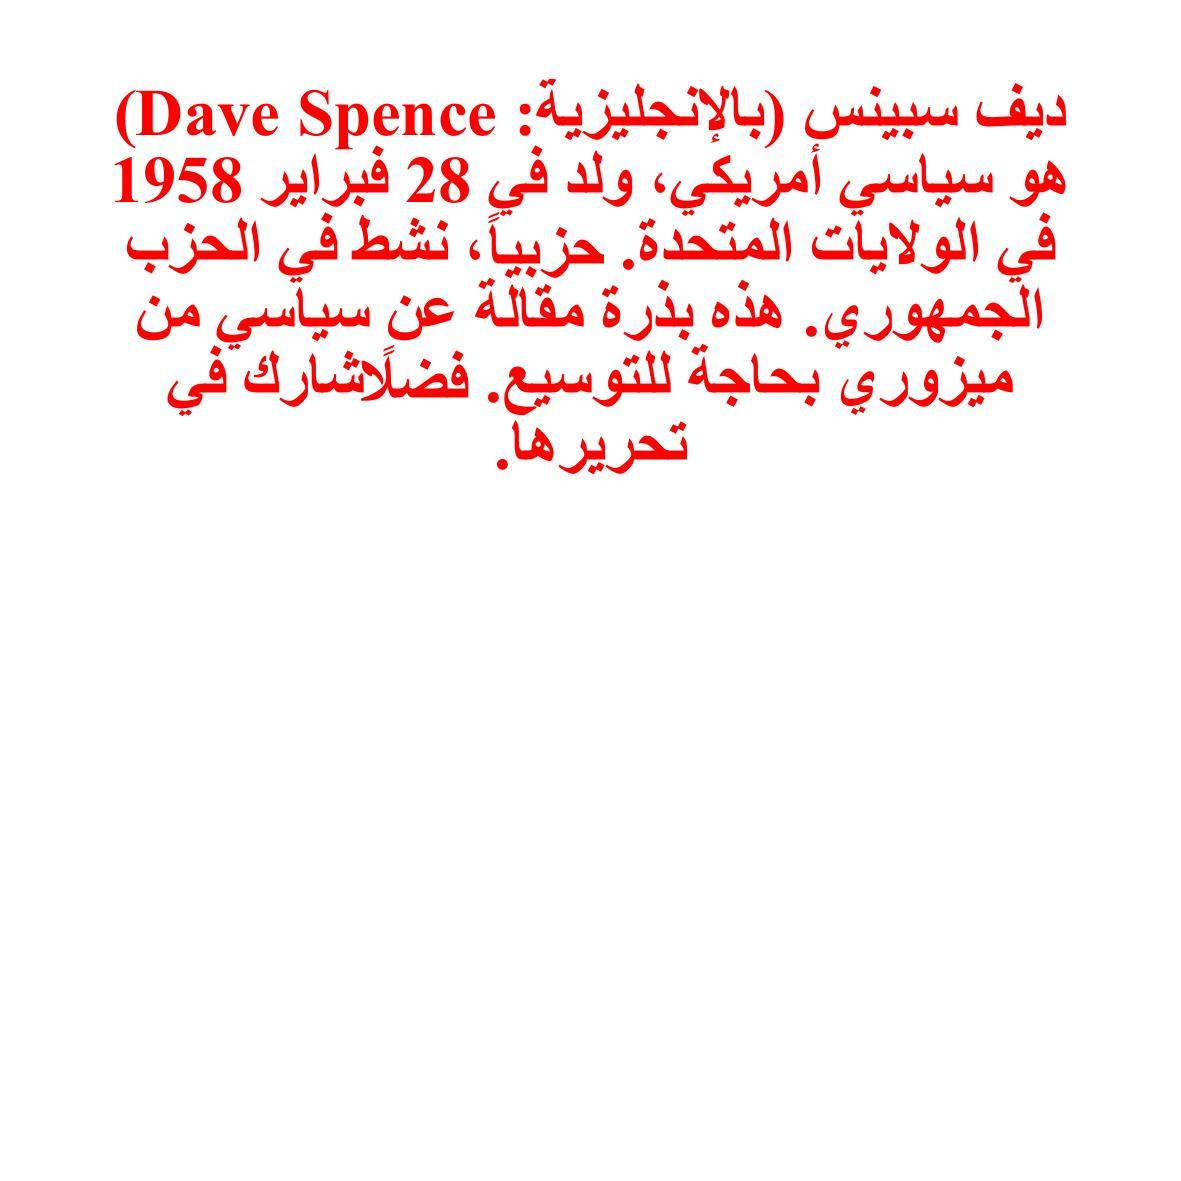 ديف سبينس (بالإنجليزية: Dave Spence)
هو سياسي أمريكي، ولد في 28 فبراير 1958
في الولايات المتحدة. حزبياً، نشط في الحزب
الجمهوري. هذه بذرة مقالة عن سياسي من
ميزوري بحاجة للتوسيع. فضلًاشارك في
تحريرها.